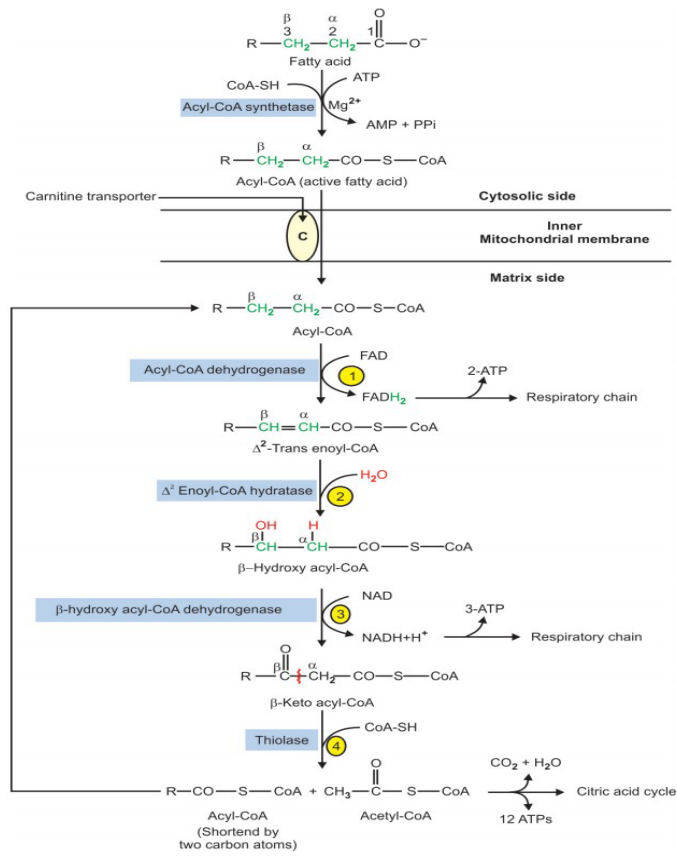 β α O
3 2 1
R—CH₂—CH₂—C—O⁻
Fatty acid
CoA-SH ATP
Acyl-CoA synthetase Mg²⁺
AMP + PPi
β α
R—CH₂—CH₂—CO—S—CoA
Acyl-CoA (active fatty acid)
Carnitine transporter Cytosolic side
C
Inner
Mitochondrial membrane
Matrix side
β α
R—CH₂—CH₂—CO—S—CoA
Acyl-CoA
FAD
Acyl-CoA dehydrogenase 1 2-ATP
FADH₂ Respiratory chain
β α
R—CH=CH—CO—S—CoA
Δ²-Trans enoyl-CoA
H₂O
Δ² Enoyl-CoA hydratase 2
OH H
β α
R—CH—CH—CO—S—CoA
β–Hydroxy acyl-CoA
NAD
β-hydroxy acyl-CoA dehydrogenase 3 3-ATP
NADH+H⁺ Respiratory chain
O
β α
R—C—CH₂—CO—S—CoA
β-Keto acyl-CoA
CoA-SH
Thiolase 4
CO₂ + H₂O
O
R—CO—S—CoA + CH₃—C—S—CoA Citric acid cycle
Acyl-CoA Acetyl-CoA 12 ATPs
(Shortend by
two carbon atoms)